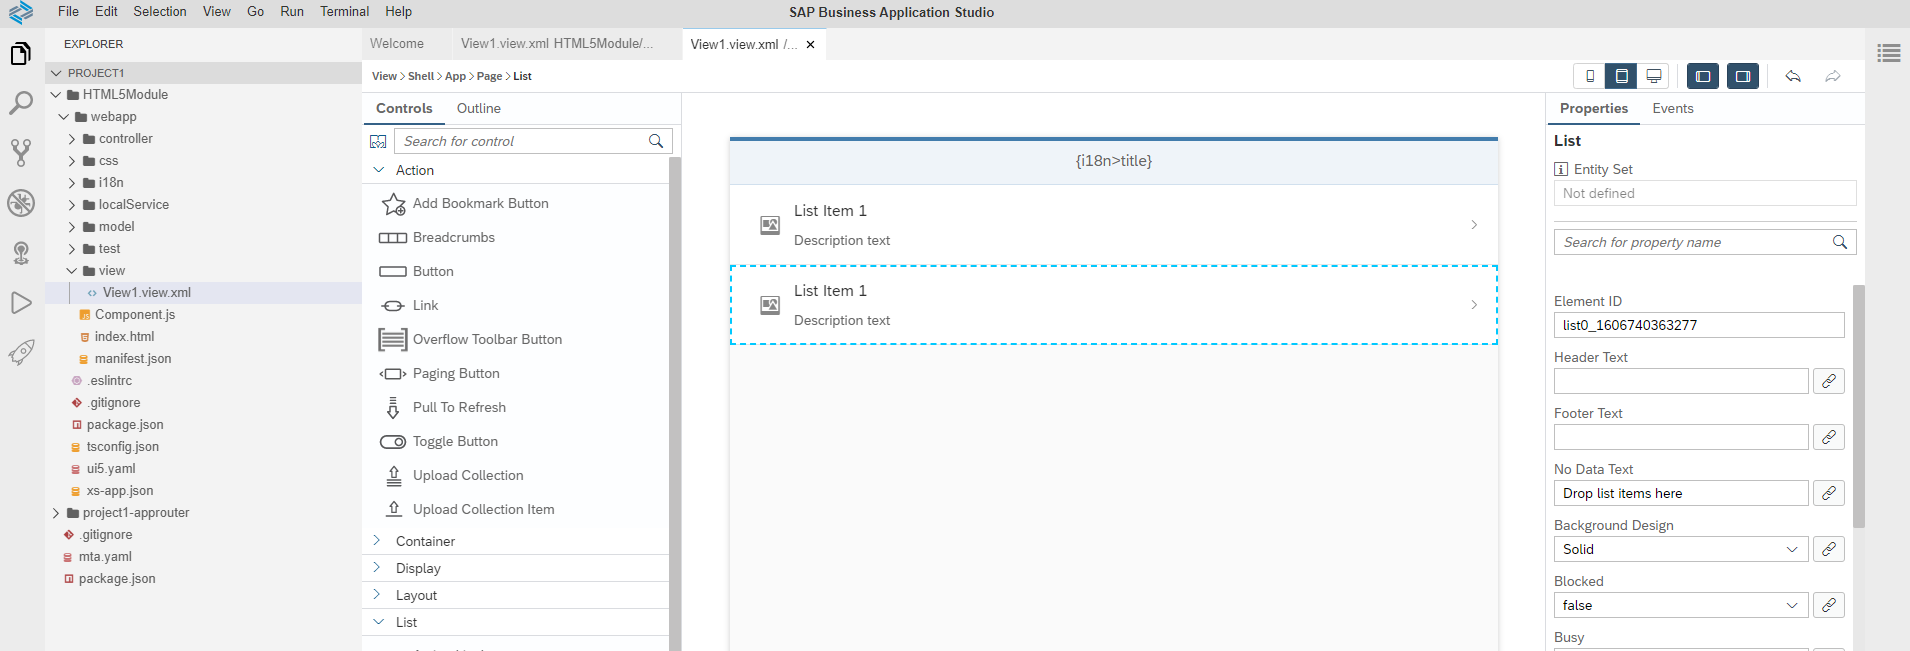 File Edit Selection View Go Run Terminal Help
SAP Business Application Studio
EXPLORER
PROJECT1
HTML5Module
webapp
controller
css
i18n
localService
model
test
view
View1.view.xml
Component.js
index.html
manifest.json
.eslintrc
.gitignore
package.json
tsconfig.json
ui5.yaml
xs-app.json
project1-approuter
.gitignore
mta.yaml
package.json
Welcome
View1.view.xml HTML5Module/...
View1.view.xml /...
View > Shell > App > Page > List
Controls
Outline
Search for control
Action
Add Bookmark Button
Breadcrumbs
Button
Link
Overflow Toolbar Button
Paging Button
Pull To Refresh
Toggle Button
Upload Collection
Upload Collection Item
Container
Display
Layout
List
{i18n>title}
List Item 1
Description text
List Item 1
Description text
Properties
Events
List
Entity Set
Not defined
Search for property name
Element ID
list0_1606740363277
Header Text
Footer Text
No Data Text
Drop list items here
Background Design
Solid
Blocked
false
Busy